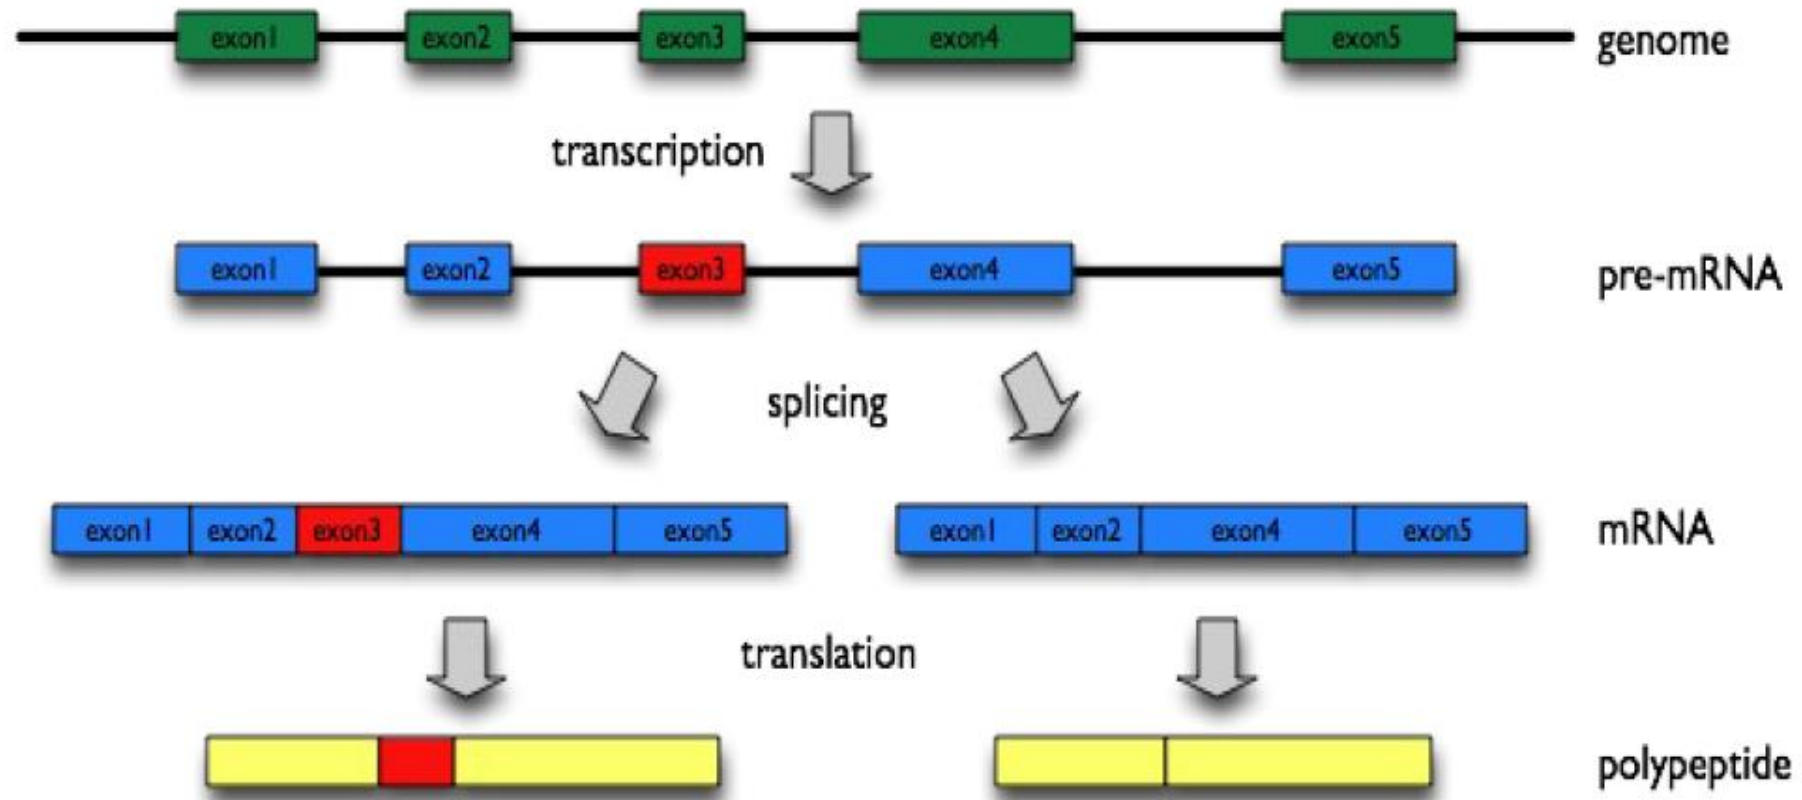 exon1 exon2 exon3 exon4 exon5 genome
transcription
exon1 exon2 exon3 exon4 exon5 pre-mRNA
splicing
exon1 exon2 exon3 exon4 exon5 exon1 exon2 exon4 exon5 mRNA
translation
polypeptide